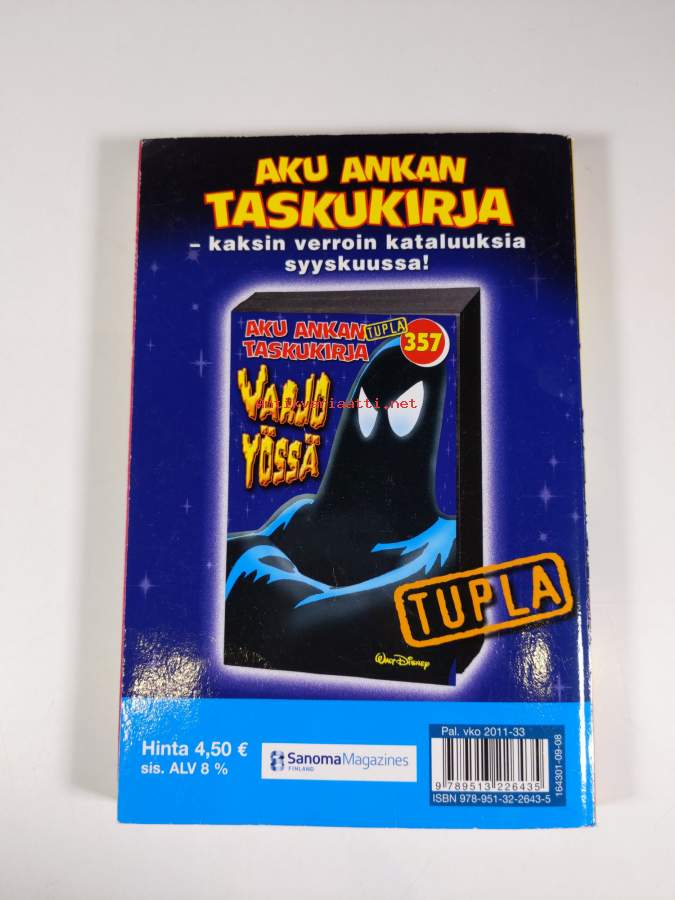 AKU ANKAN
TASKUKIRJA
– kaksin verroin kataluuksia
syyskuussa!
AKU ANKAN TUPLA
TASKUKIRJA
357
VARJO
YÖSSÄ
antikvariaatti.net
TUPLA
WALT DISNEY
Hinta 4,50 €
sis. ALV 8 %
SanomaMagazines
FINLAND
Pal. vko 2011-33
9 789513 226435
ISBN 978-951-32-2643-5
164301-09-08